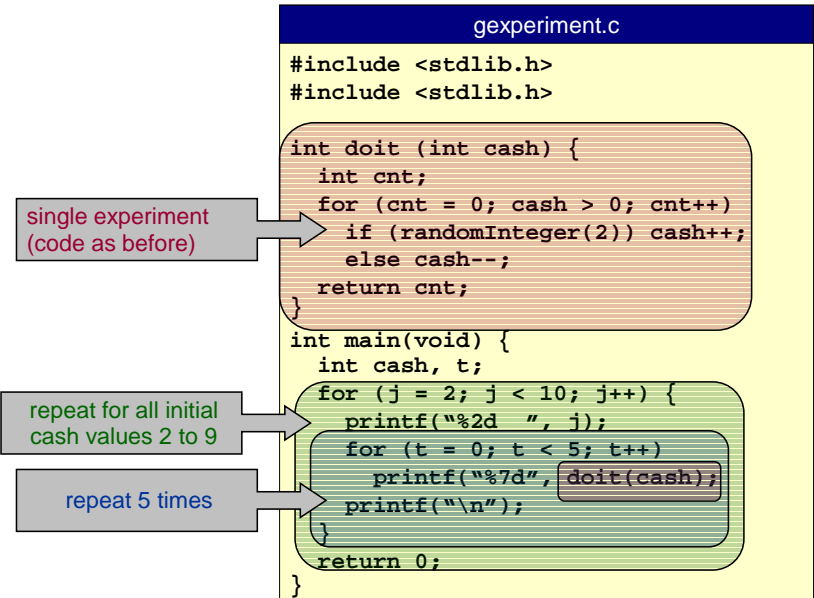 gexperiment.c
#include <stdlib.h>
#include <stdlib.h>
int doit (int cash) {
int cnt;
for (cnt = 0; cash > 0; cnt++)
if (randomInteger(2)) cash++;
else cash--;
return cnt;
}
int main(void) {
int cash, t;
for (j = 2; j < 10; j++) {
printf(“%2d  ”, j);
for (t = 0; t < 5; t++)
printf(“%7d”, doit(cash);
printf(“\n”);
}
return 0;
}
single experiment
(code as before)
repeat for all initial
cash values 2 to 9
repeat 5 times